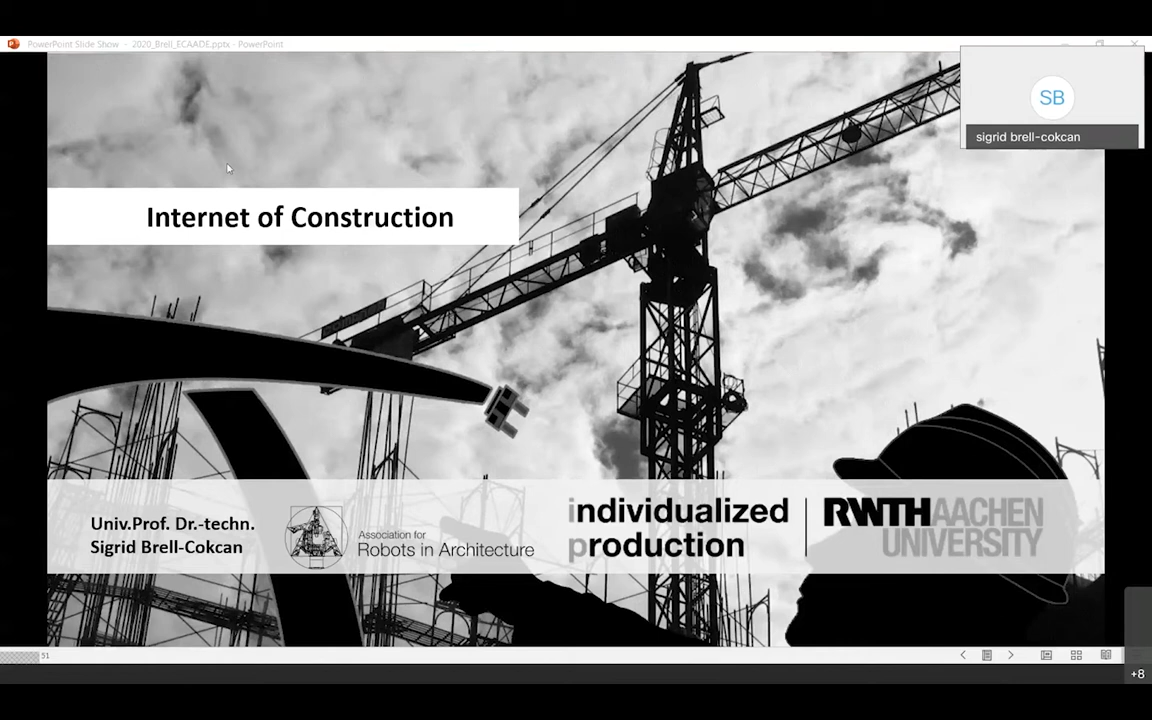 PowerPoint Slide Show - 2020_Brell_ECAADE.pptx - PowerPoint
SB
sigrid brell-cokcan
Internet of Construction
Univ.Prof. Dr.-techn.
Sigrid Brell-Cokcan
Association for
Robots in Architecture
individualized
production
RWTH AACHEN
UNIVERSITY
51
+8